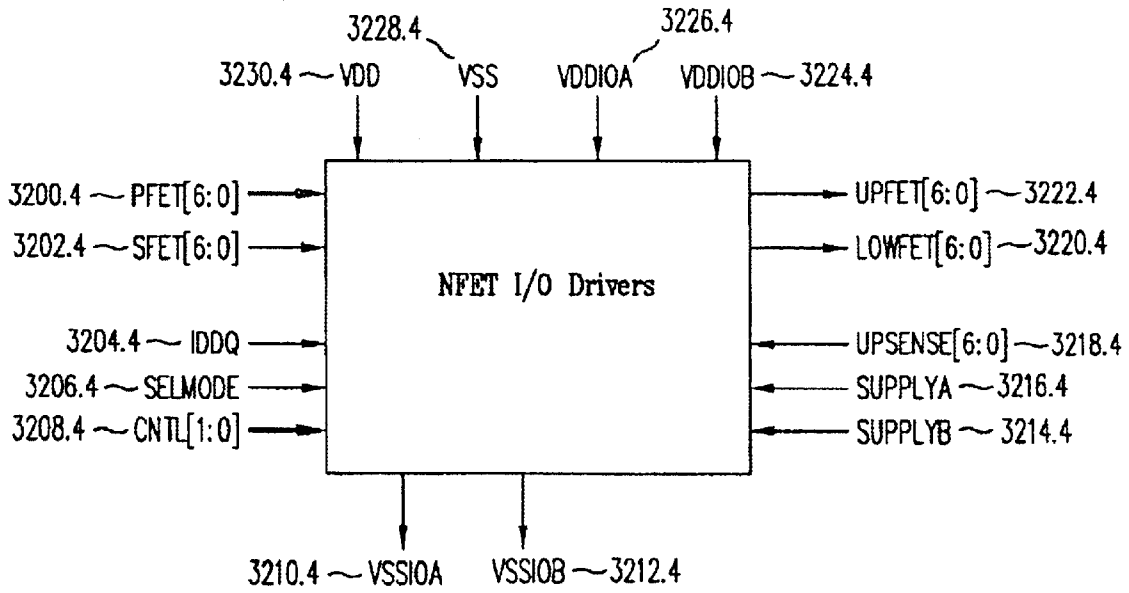 3228.4
3226.4
3230.4 ~ VDD
VSS
VDDIOA
VDDIOB ~ 3224.4
3200.4 ~ PFET[6:0]
UPFET[6:0] ~ 3222.4
3202.4 ~ SFET[6:0]
LOWFET[6:0] ~ 3220.4
NFET I/O Drivers
3204.4 ~ IDDQ
UPSENSE[6:0] ~ 3218.4
3206.4 ~ SELMODE
SUPPLYA ~ 3216.4
3208.4 ~ CNTL[1:0]
SUPPLYB ~ 3214.4
3210.4 ~ VSSIOA
VSSIOB ~ 3212.4